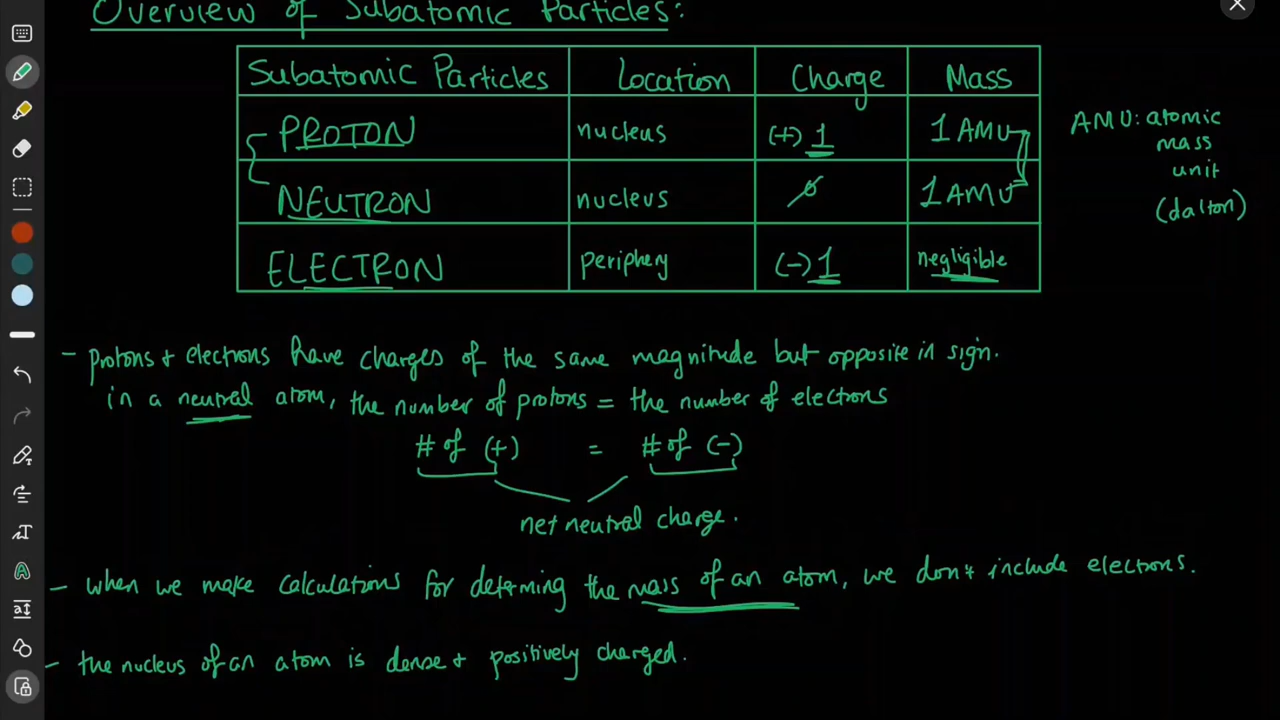 Overview of Subatomic Particles:
Subatomic Particles Location Charge Mass
PROTON nucleus (+) 1 1 AMU
NEUTRON nucleus 0 1 AMU
ELECTRON periphery (-) 1 negligible
AMU: atomic
mass
unit
(dalton)
- protons + electrons have charges of the same magnitude but opposite in sign.
in a neutral atom, the number of protons = the number of electrons
# of (+) = # of (-)
net neutral charge.
- when we make calculations for determing the mass of an atom, we don't include electrons.
- the nucleus of an atom is dense + positively charged.